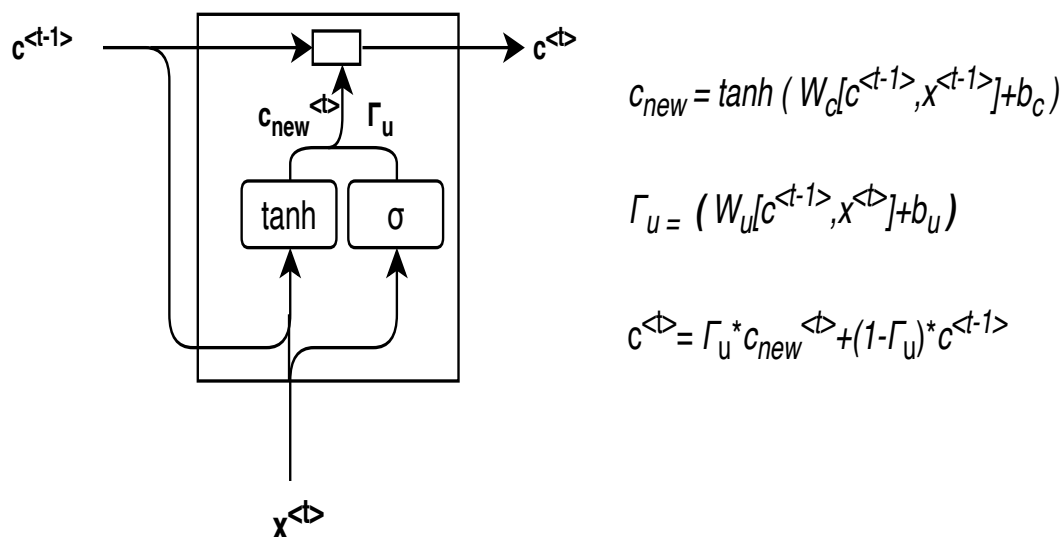 c<t-1>
c<t>
cnew<t> Γu
tanh σ
x<t>
cnew = tanh ( Wc[c<t-1>,x<t-1>]+bc )
Γu = ( Wu[c<t-1>,x<t>]+bu )
c<t>= Γu*cnew<t>+(1-Γu)*c<t-1>